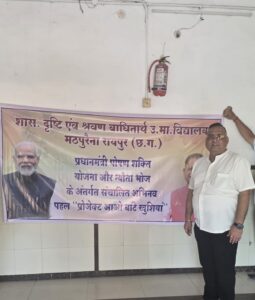 शास. दृष्टि एवं श्रवण बाधितार्थ उ.मा.विद्यालय
मठपुरैना रायपुर (छ.ग.)
प्रधानमंत्री पोषण शक्ति
योजना और न्योता भोज
के अंतर्गत संचालित अभिनव
पहल "प्रोजेक्ट आओ बांटे खुशियां"